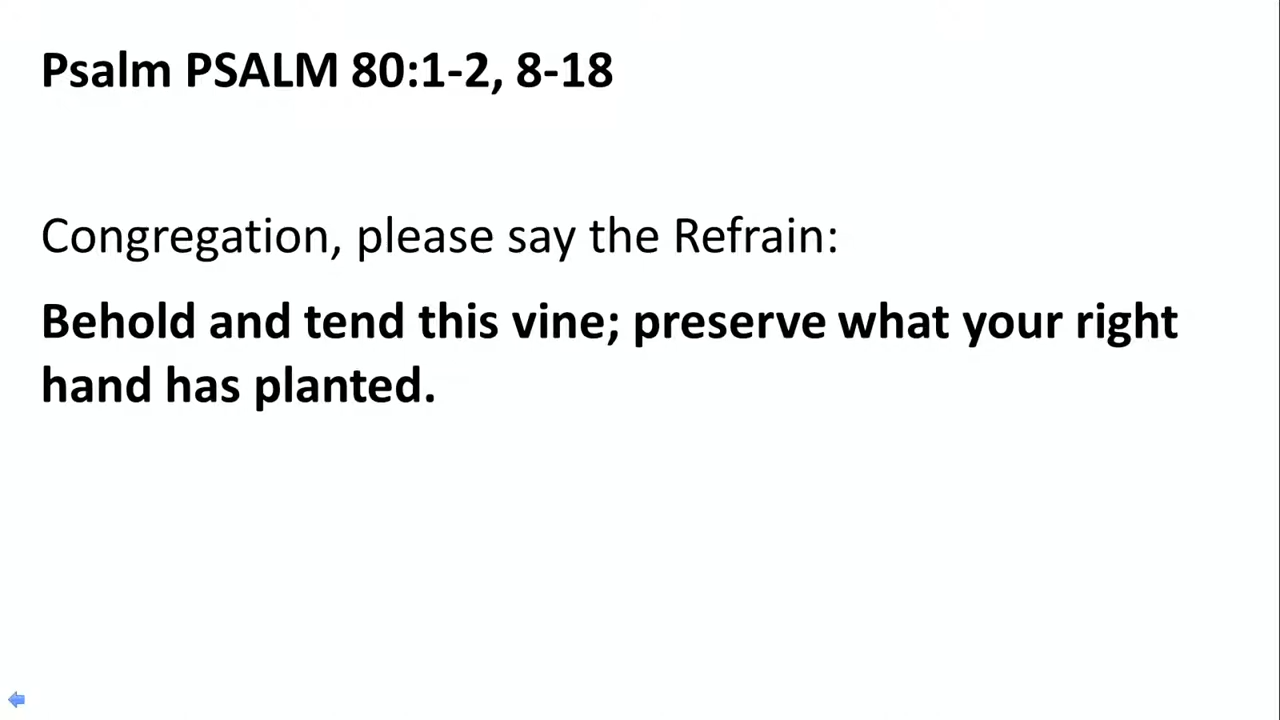 Psalm PSALM 80:1-2, 8-18
Congregation, please say the Refrain:
Behold and tend this vine; preserve what your right
hand has planted.